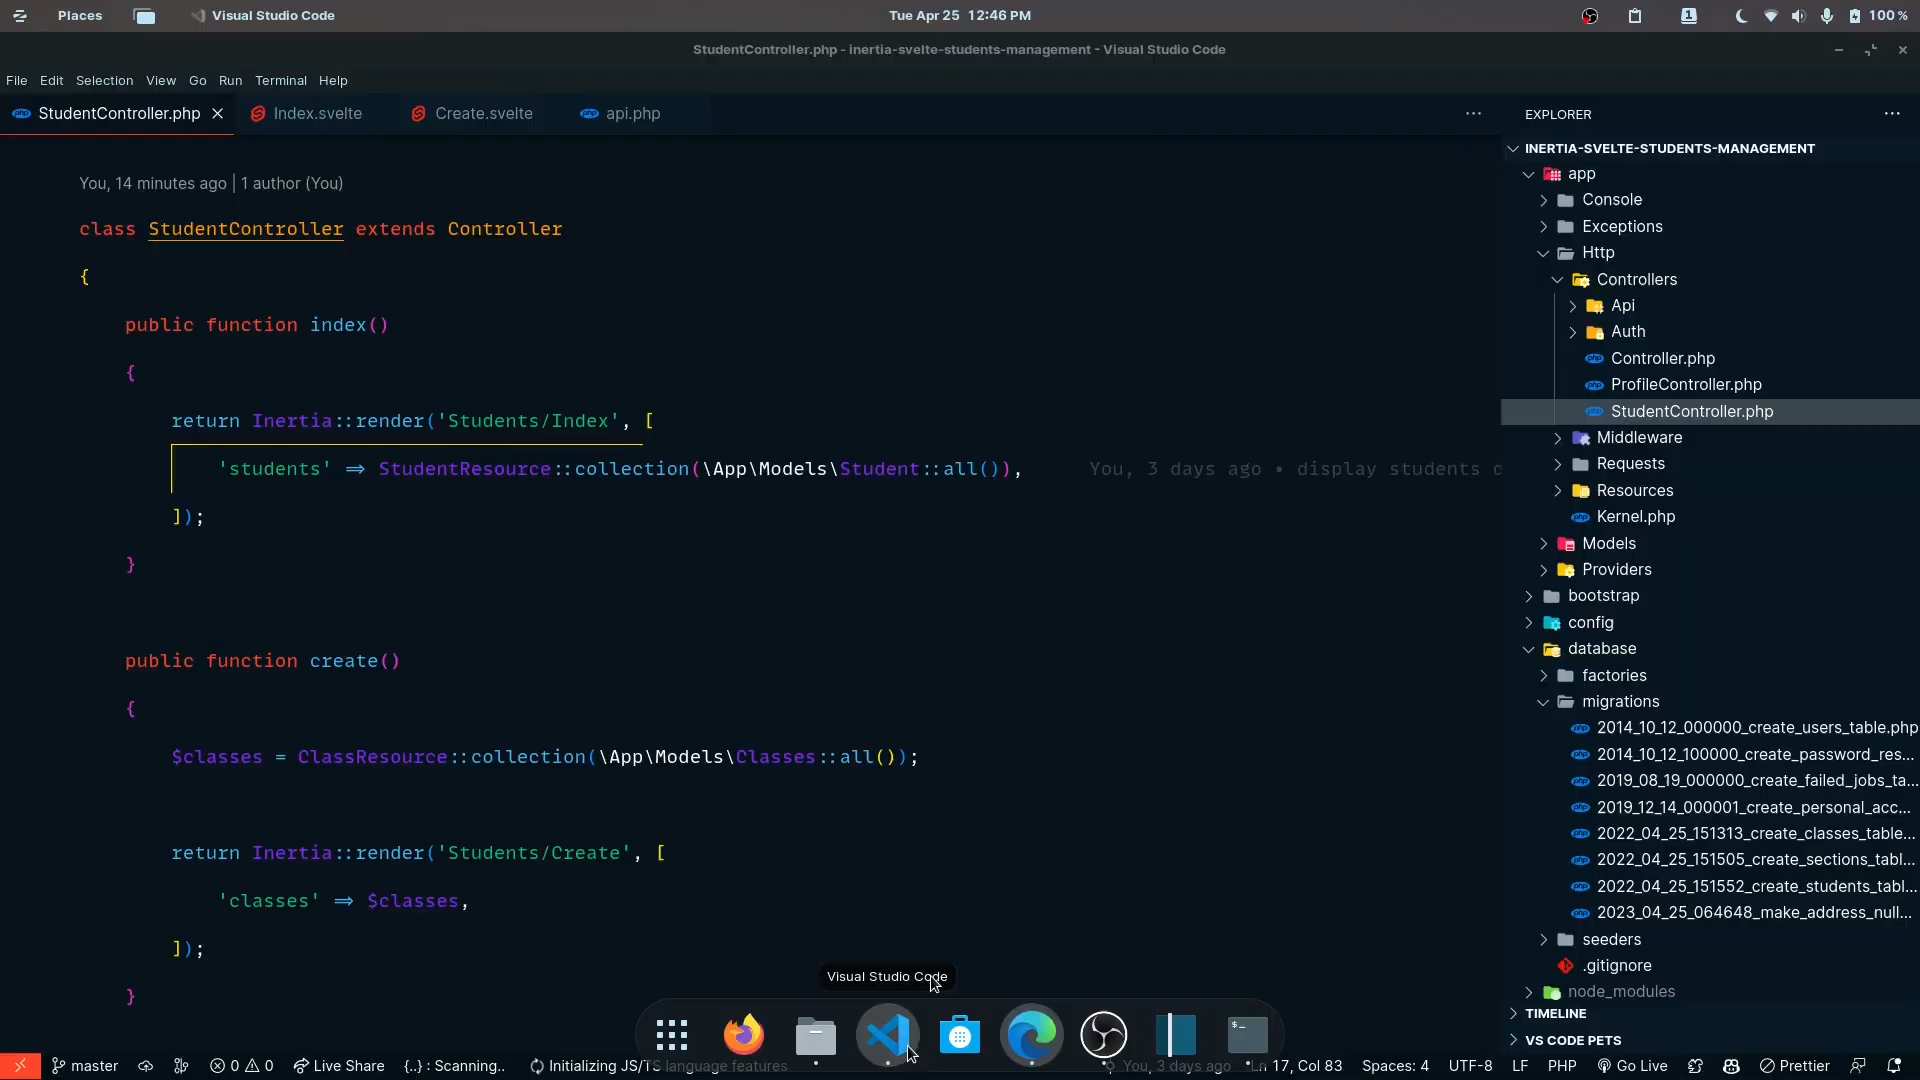 Places
Visual Studio Code
Tue Apr 25 12:46 PM
1
100 %
StudentController.php - inertia-svelte-students-management - Visual Studio Code
File Edit Selection View Go Run Terminal Help
StudentController.php
Index.svelte
Create.svelte
api.php
You, 14 minutes ago | 1 author (You)
class StudentController extends Controller
{
public function index()
{
return Inertia::render('Students/Index', [
'students' => StudentResource::collection(\App\Models\Student::all()), You, 3 days ago • display students
]);
}
public function create()
{
$classes = ClassResource::collection(\App\Models\Classes::all());
return Inertia::render('Students/Create', [
'classes' => $classes,
]);
}
EXPLORER
INERTIA-SVELTE-STUDENTS-MANAGEMENT
app
Console
Exceptions
Http
Controllers
Api
Auth
Controller.php
ProfileController.php
StudentController.php
Middleware
Requests
Resources
Kernel.php
Models
Providers
bootstrap
config
database
factories
migrations
2014_10_12_000000_create_users_table.php
2014_10_12_100000_create_password_res...
2019_08_19_000000_create_failed_jobs_ta...
2019_12_14_000001_create_personal_acc...
2022_04_25_151313_create_classes_table...
2022_04_25_151505_create_sections_tabl...
2022_04_25_151552_create_students_tabl...
2023_04_25_064648_make_address_null...
seeders
.gitignore
node_modules
TIMELINE
VS CODE PETS
Visual Studio Code
master
0
0
Live Share
{..} : Scanning..
Initializing JS/TS language features
You, 3 days ago
Ln 17, Col 83
Spaces: 4
UTF-8
LF
PHP
Go Live
Prettier